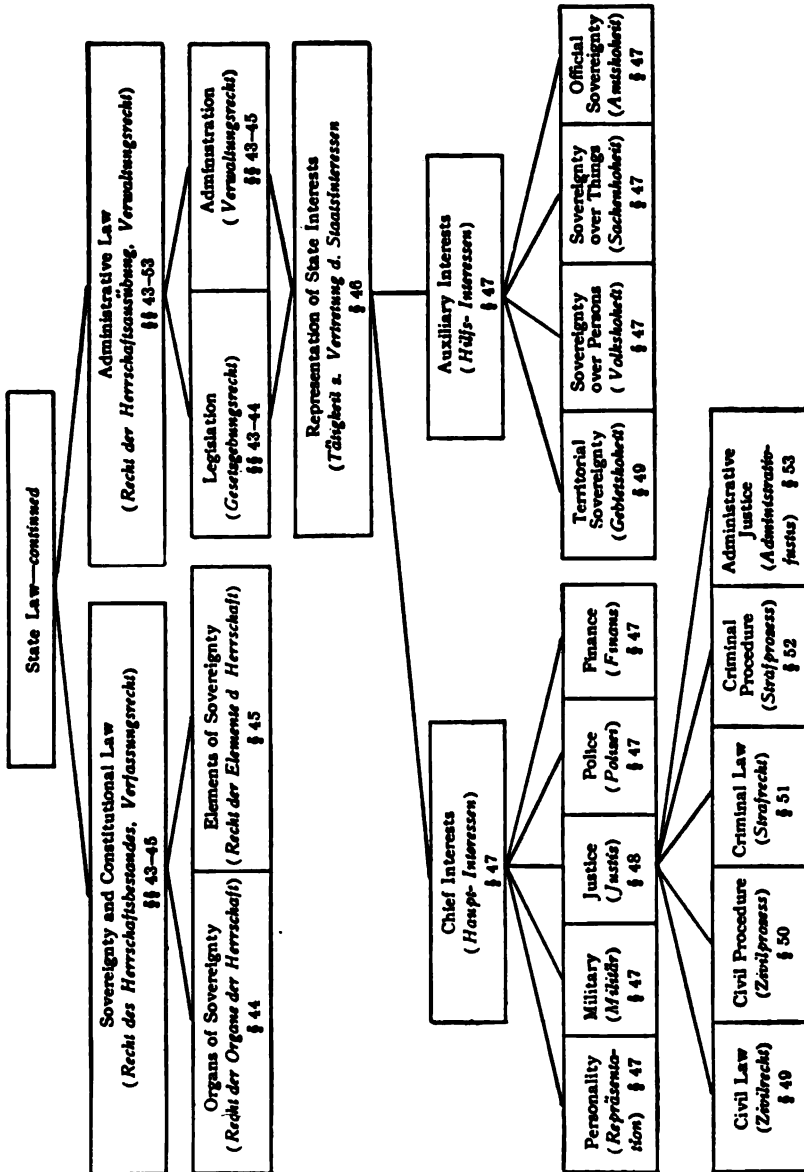 State Law—continued
Sovereignty and Constitutional Law
(Recht des Herrschaftsbestandes, Verfassungsrecht)
§§ 43-45
Administrative Law
(Recht der Herrschaftsausübung, Verwaltungsrecht)
§§ 43-53
Organs of Sovereignty
(Recht der Organe der Herrschaft)
§ 44
Elements of Sovereignty
(Recht der Elemente d Herrschaft)
§ 45
Legislation
(Gesetzgebungsrecht)
§§ 43-44
Administration
(Verwaltungsrecht)
§§ 43-45
Representation of State Interests
(Tätigkeit z. Vertretung d. Staatsinteressen
§ 46
Chief Interests
(Haupt- Interessen)
§ 47
Auxiliary Interests
(Hilfs- Interessen)
§ 47
Personality
(Repräsenta-
tion)
§ 47
Military
(Militär)
§ 47
Justice
(Justiz)
§ 48
Police
(Polizei)
§ 47
Finance
(Finanz)
§ 47
Territorial
Sovereignty
(Gebietshoheit)
§ 49
Sovereignty
over Persons
(Volkshoheit)
§ 47
Sovereignty
over Things
(Sachenhoheit)
§ 47
Official
Sovereignty
(Amtshoheit)
§ 47
Civil Law
(Zivilrecht)
§ 49
Civil Procedure
(Zivilprozess)
§ 50
Criminal Law
(Strafrecht)
§ 51
Criminal
Procedure
(Strafprozess)
§ 52
Administrative
Justice
(Administrativ-
justiz) § 53